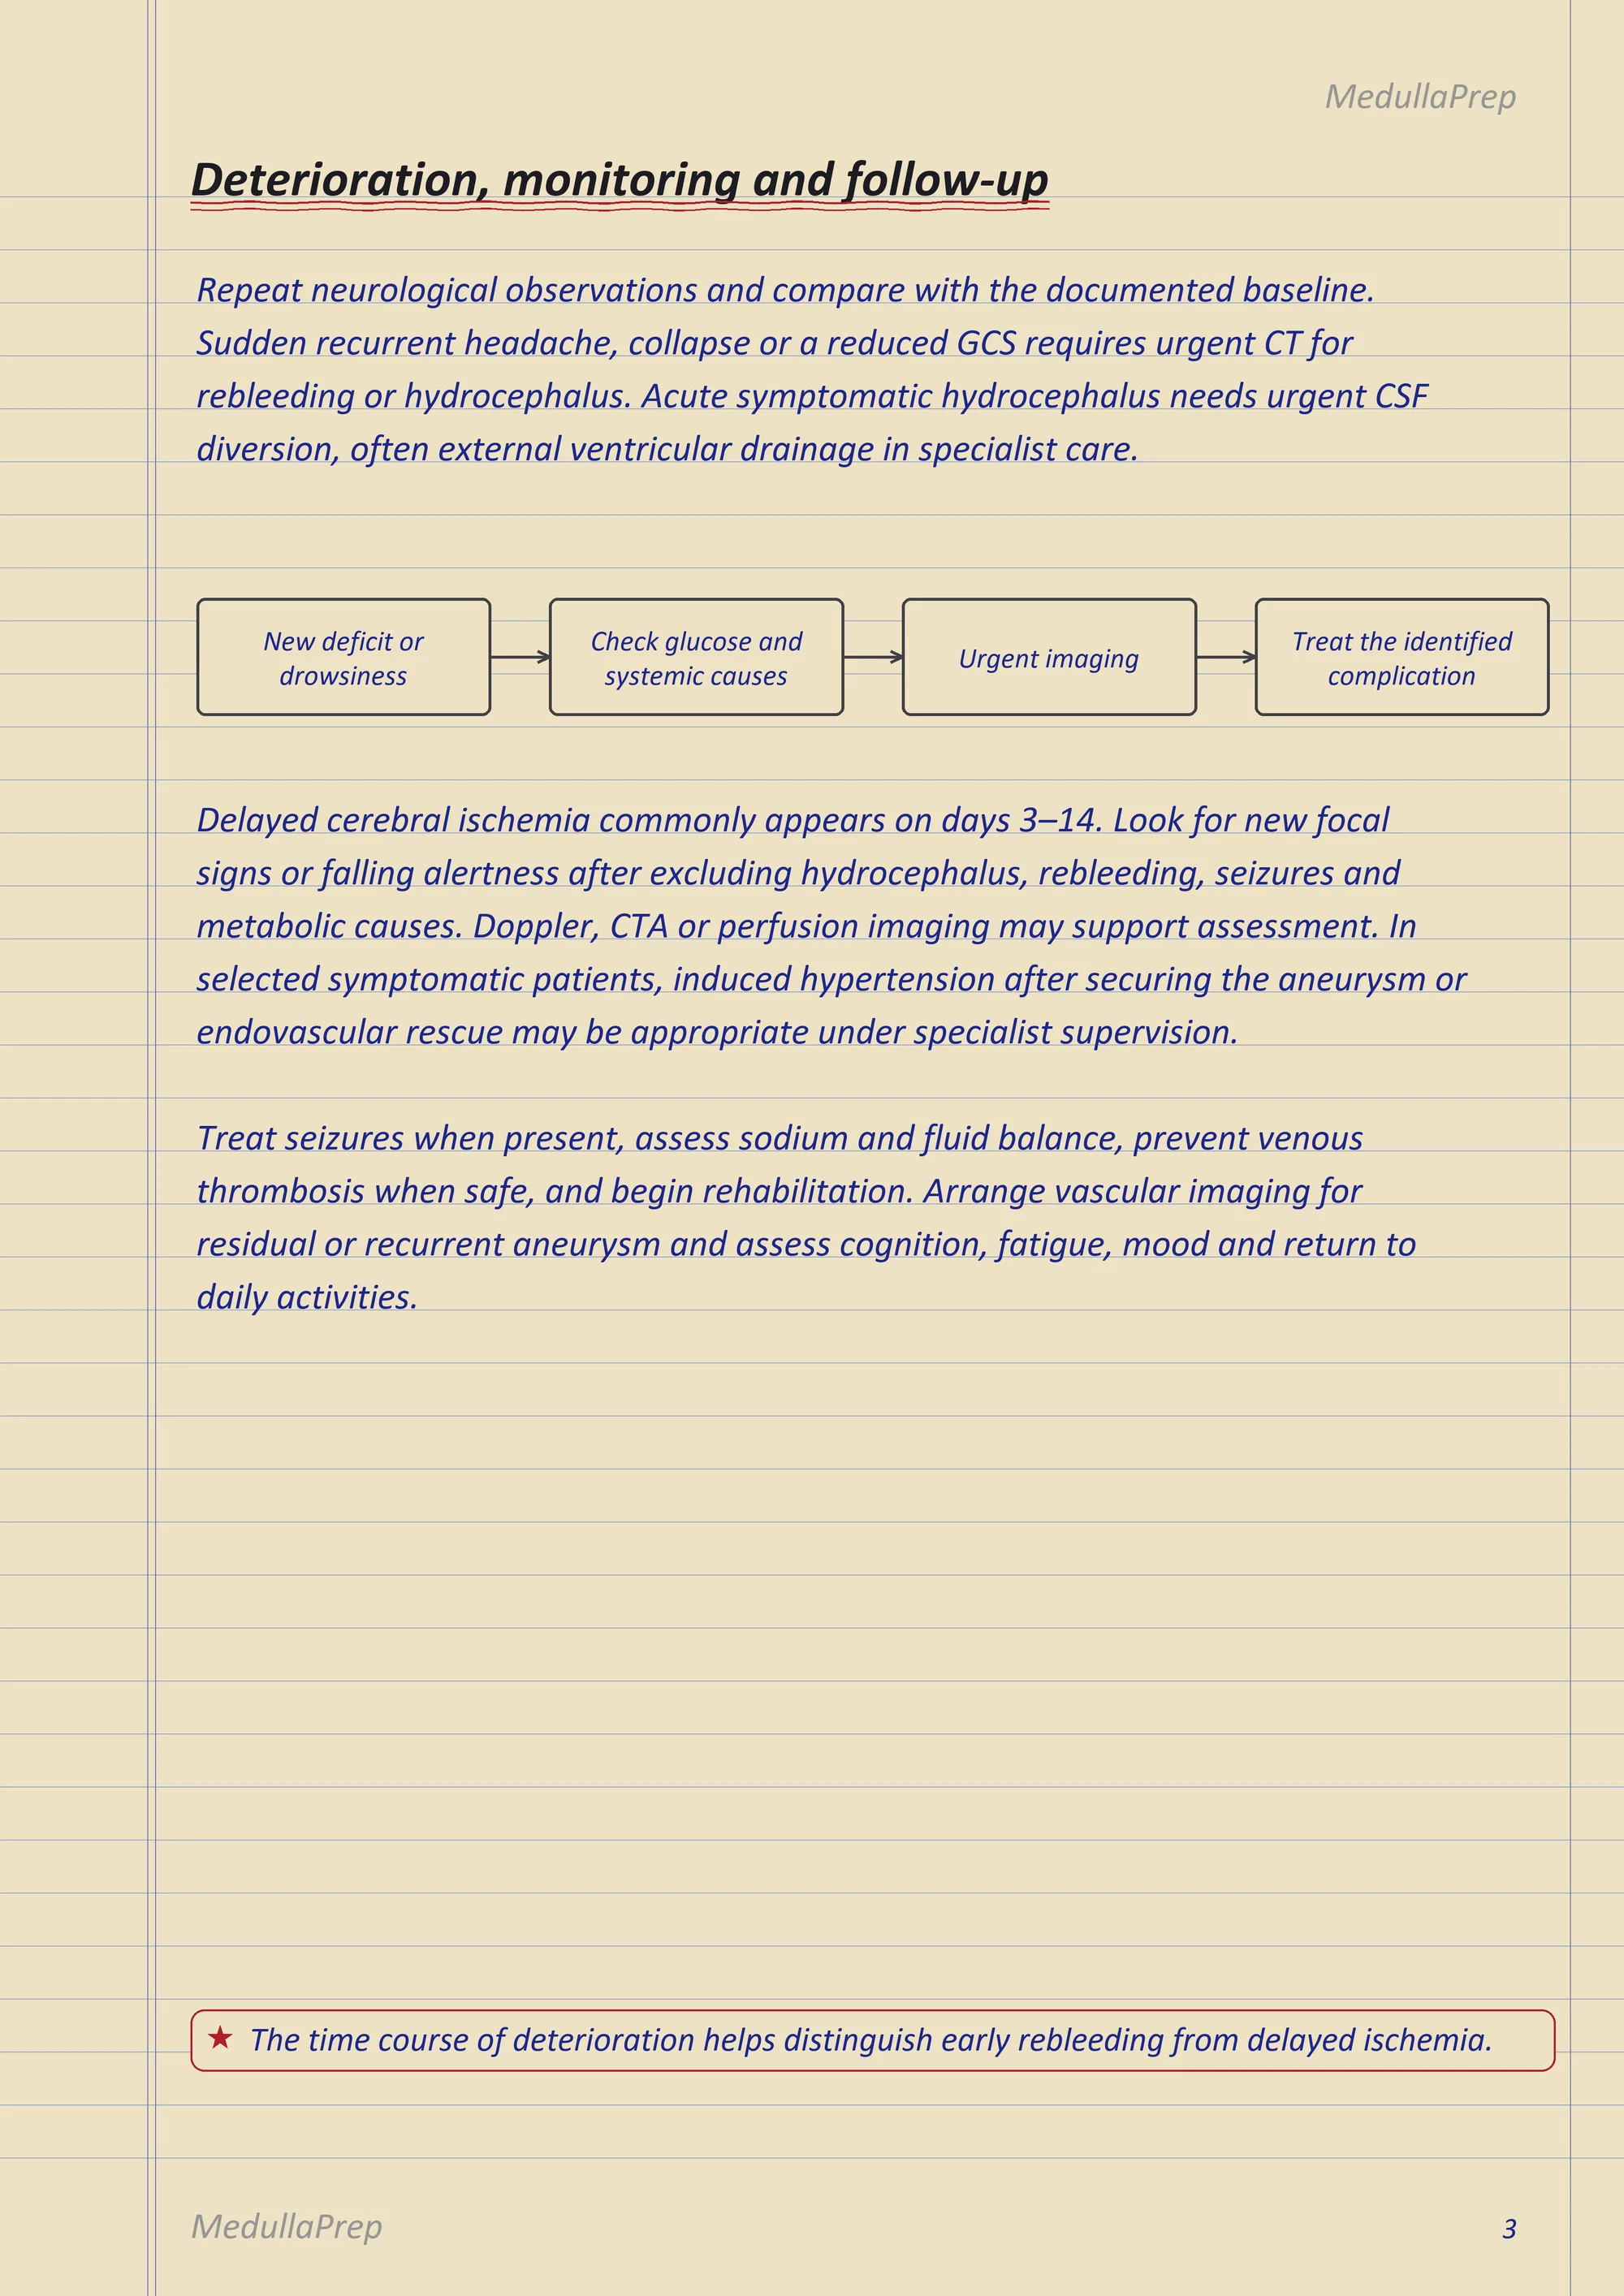 MedullaPrep
Deterioration, monitoring and follow-up
Repeat neurological observations and compare with the documented baseline.
Sudden recurrent headache, collapse or a reduced GCS requires urgent CT for
rebleeding or hydrocephalus. Acute symptomatic hydrocephalus needs urgent CSF
diversion, often external ventricular drainage in specialist care.
New deficit or
drowsiness
Check glucose and
systemic causes
Urgent imaging
Treat the identified
complication
Delayed cerebral ischemia commonly appears on days 3–14. Look for new focal
signs or falling alertness after excluding hydrocephalus, rebleeding, seizures and
metabolic causes. Doppler, CTA or perfusion imaging may support assessment. In
selected symptomatic patients, induced hypertension after securing the aneurysm or
endovascular rescue may be appropriate under specialist supervision.
Treat seizures when present, assess sodium and fluid balance, prevent venous
thrombosis when safe, and begin rehabilitation. Arrange vascular imaging for
residual or recurrent aneurysm and assess cognition, fatigue, mood and return to
daily activities.
★ The time course of deterioration helps distinguish early rebleeding from delayed ischemia.
MedullaPrep
3